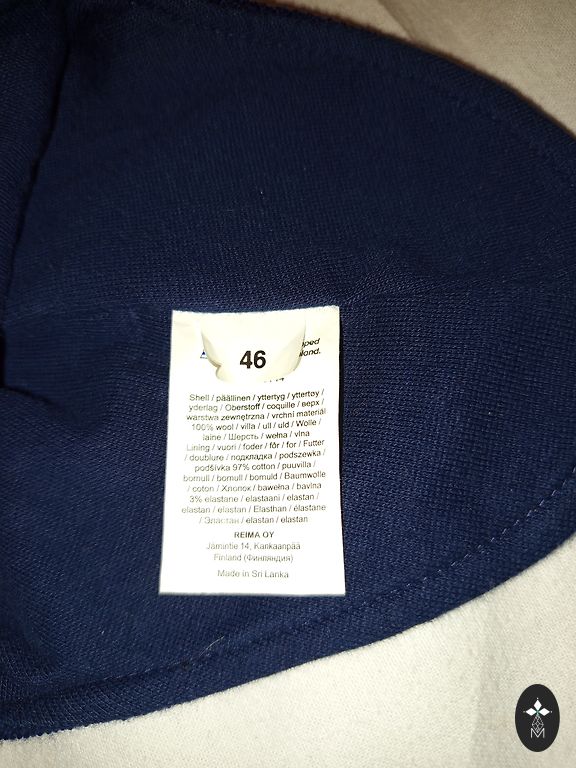 46
Shell / päällinen / yttertyg / yttertøy /
yderlag / Oberstoff / coquille / верх /
warstwa zewnętrzna / vrchní materiál
100% wool / villa / ull / uld / Wolle /
laine / Шерсть / wełna / vlna
Lining / vuori / foder / fôr / for / Futter
/ doublure / подкладка / podszewka /
podšívka 97% cotton / puuvilla /
bomull / bomull / bomuld / Baumwolle
/ coton / Хлопок / bawełna / bavlna
3% elastane / elastaani / elastan /
elastan / elastan / Elasthan / élasthane
/ Эластан / elastan / elastan
REIMA OY
Jämintie 14, Kankaanpää
Finland (Финляндия)
Made in Sri Lanka
M